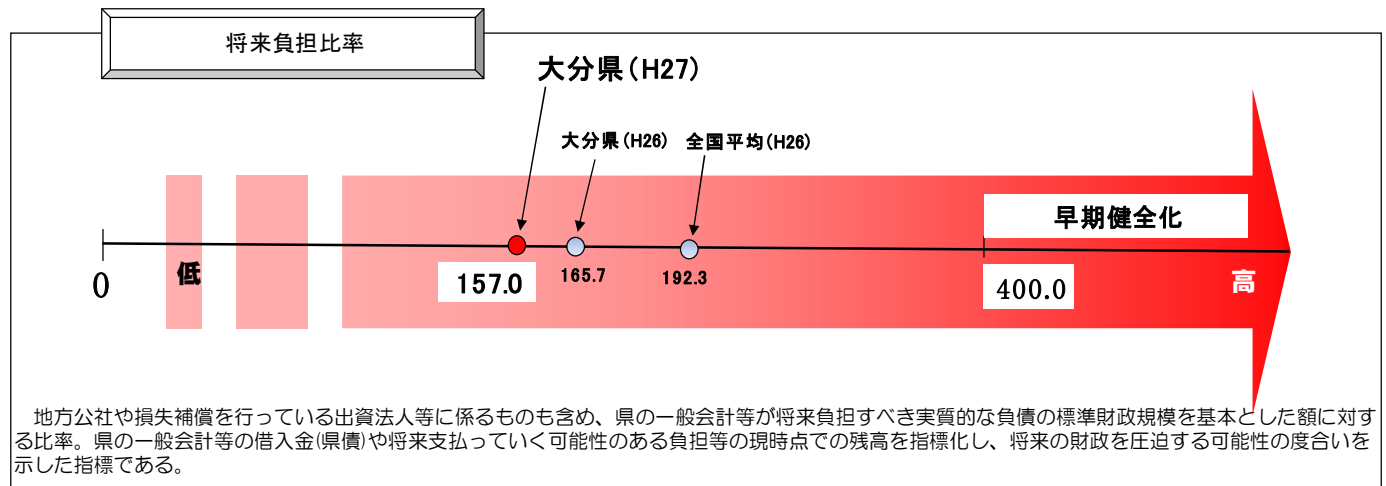 将来負担比率
大分県(H27)
大分県(H26)
全国平均(H26)
早期健全化
0
低
157.0
165.7
192.3
400.0
高
地方公社や損失補償を行っている出資法人等に係るものも含め、県の一般会計等が将来負担すべき実質的な負債の標準財政規模を基本とした額に対す
る比率。県の一般会計等の借入金(県債)や将来支払っていく可能性のある負担等の現時点での残高を指標化し、将来の財政を圧迫する可能性の度合いを
示した指標である。